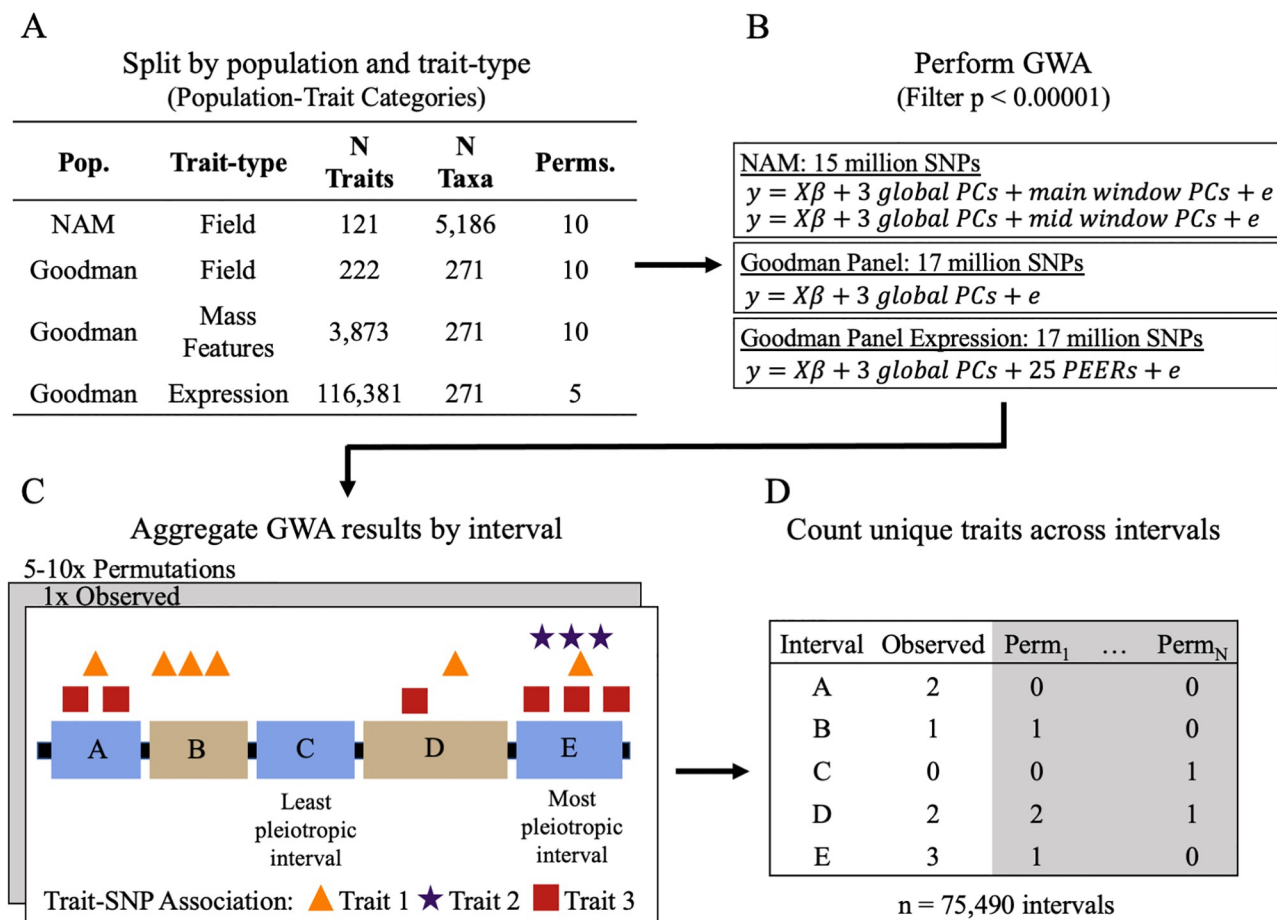 A
Split by population and trait-type
(Population-Trait Categories)
Pop. Trait-type N Traits N Taxa Perms.
NAM Field 121 5,186 10
Goodman Field 222 271 10
Goodman Mass Features 3,873 271 10
Goodman Expression 116,381 271 5
B
Perform GWA
(Filter p < 0.00001)
NAM: 15 million SNPs
y = Xβ + 3 global PCs + main window PCs + e
y = Xβ + 3 global PCs + mid window PCs + e
Goodman Panel: 17 million SNPs
y = Xβ + 3 global PCs + e
Goodman Panel Expression: 17 million SNPs
y = Xβ + 3 global PCs + 25 PEERs + e
C
Aggregate GWA results by interval
5-10x Permutations
1x Observed
A B C D E
Least pleiotropic interval
Most pleiotropic interval
Trait-SNP Association: Trait 1 Trait 2 Trait 3
D
Count unique traits across intervals
Interval Observed Perm1 … PermN
A 2 0 0
B 1 1 0
C 0 0 1
D 2 2 1
E 3 1 0
n = 75,490 intervals